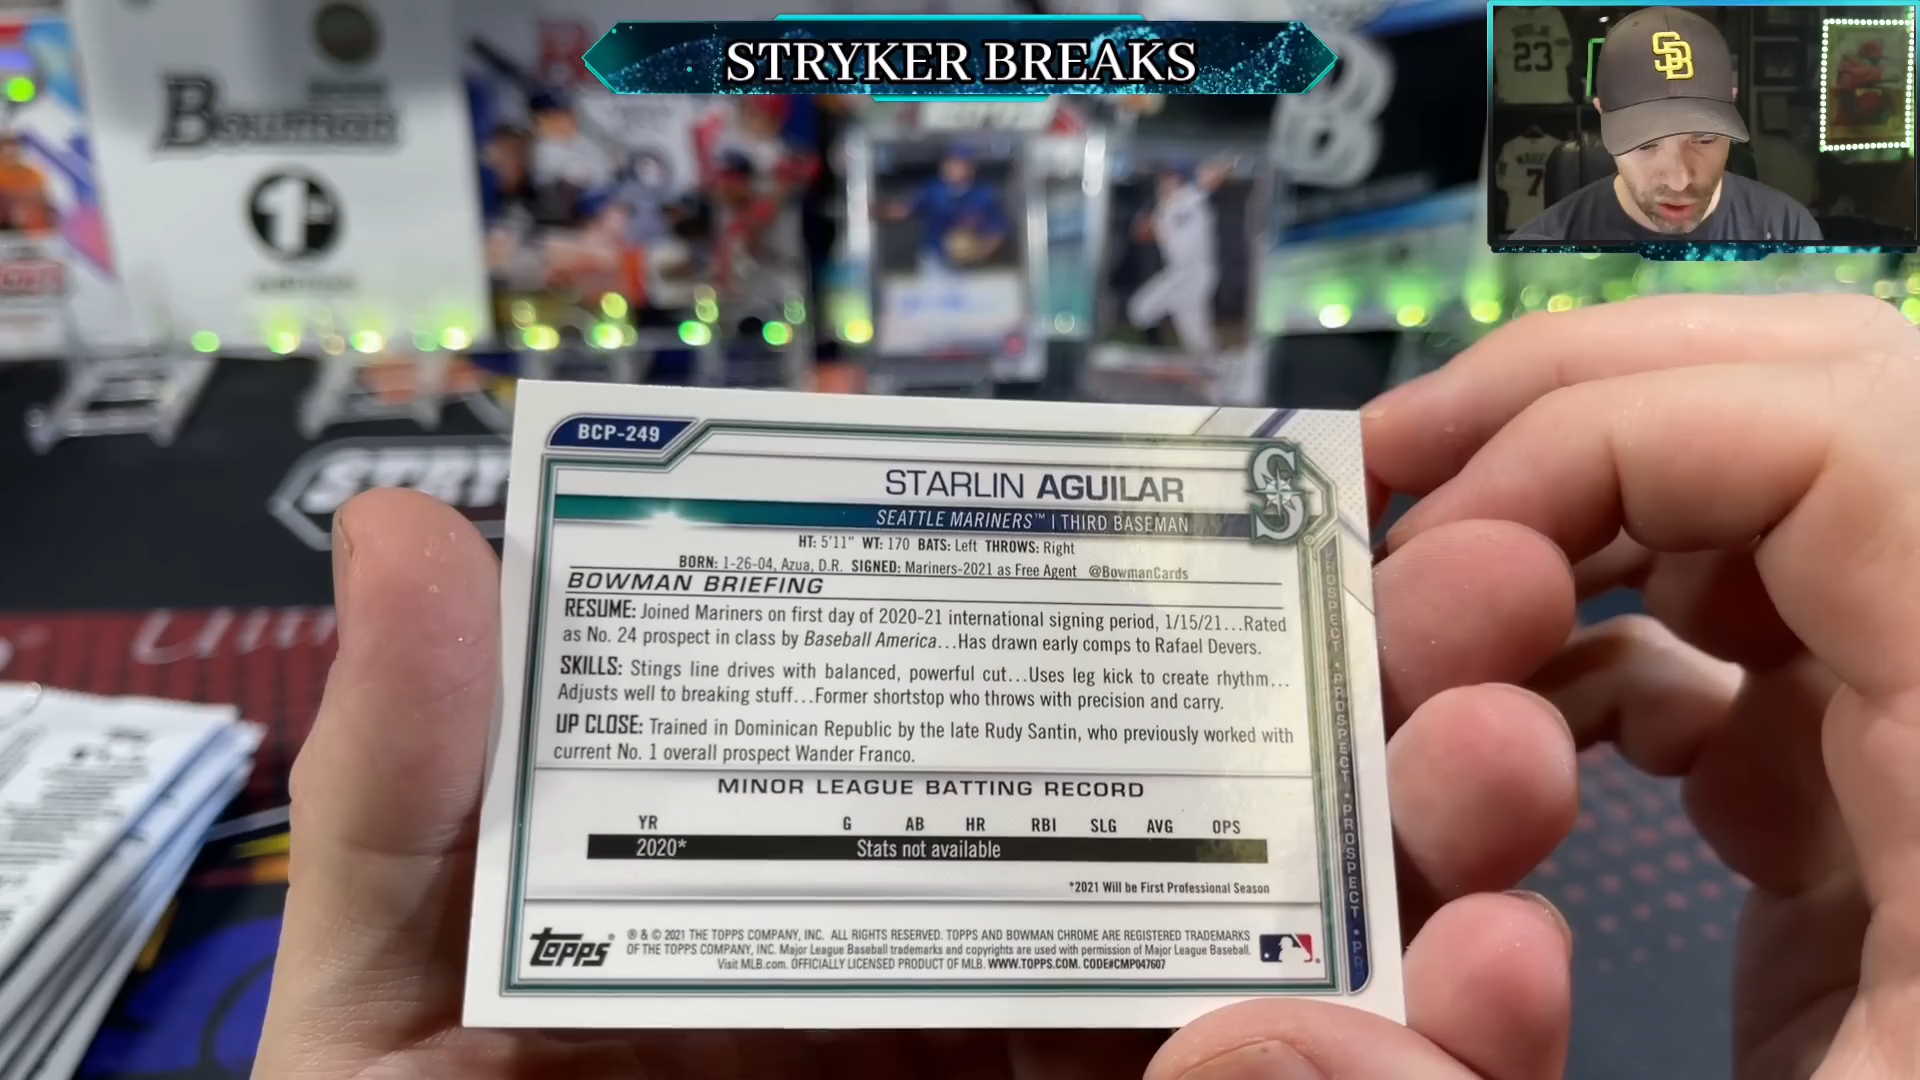 STRYKER BREAKS
Bowman
1st
23
SD
7
STRY
BCP-249
STARLIN AGUILAR
SEATTLE MARINERS™ | THIRD BASEMAN
HT: 5'11" WT: 170 BATS: Left THROWS: Right
BORN: 1-26-04, Azua, D.R. SIGNED: Mariners-2021 as Free Agent @BowmanCards
BOWMAN BRIEFING
RESUME: Joined Mariners on first day of 2020-21 international signing period, 1/15/21...Rated
as No. 24 prospect in class by Baseball America...Has drawn early comps to Rafael Devers.
SKILLS: Stings line drives with balanced, powerful cut...Uses leg kick to create rhythm...
Adjusts well to breaking stuff...Former shortstop who throws with precision and carry.
UP CLOSE: Trained in Dominican Republic by the late Rudy Santin, who previously worked with
current No. 1 overall prospect Wander Franco.
MINOR LEAGUE BATTING RECORD
YR G AB HR RBI SLG AVG OPS
2020* Stats not available
*2021 Will be First Professional Season
PROSPECT • PROSPECT • PROSPECT • PR
Topps
® & © 2021 THE TOPPS COMPANY, INC. ALL RIGHTS RESERVED. TOPPS AND BOWMAN CHROME ARE REGISTERED TRADEMARKS
OF THE TOPPS COMPANY, INC. Major League Baseball trademarks and copyrights are used with permission of Major League Baseball.
Visit MLB.com. OFFICIALLY LICENSED PRODUCT OF MLB. WWW.TOPPS.COM. CODE#CMP047607